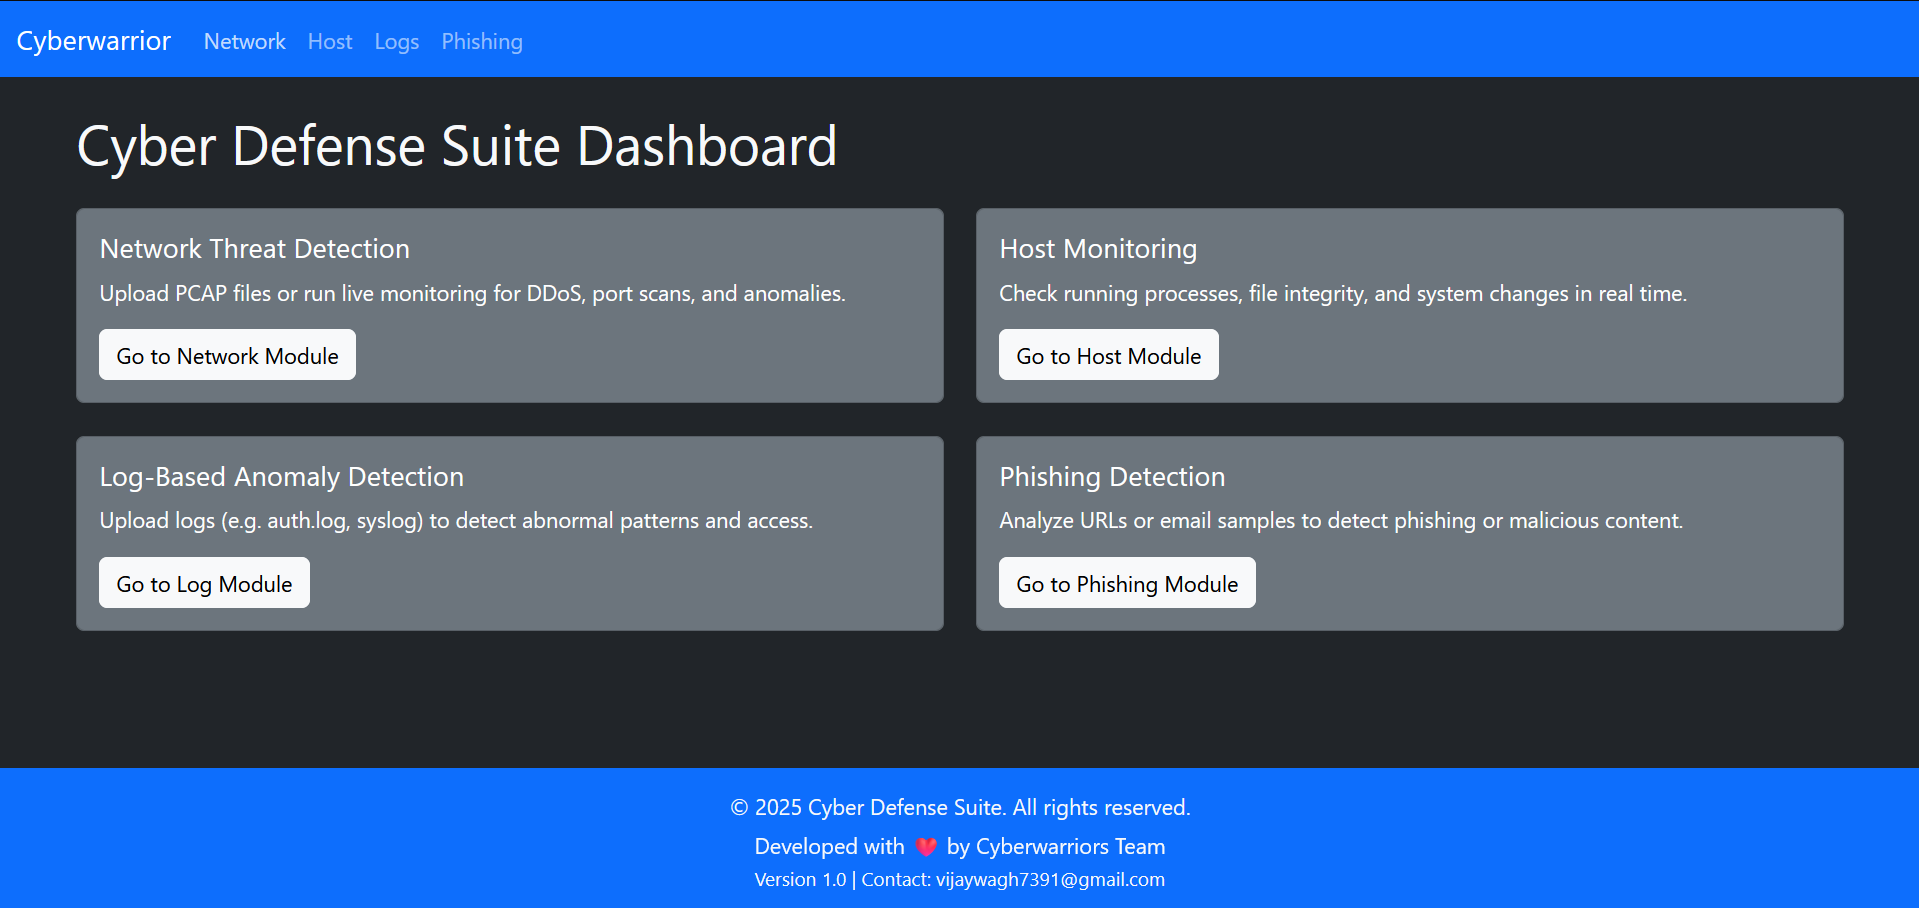 Cyberwarrior Network Host Logs Phishing
Cyber Defense Suite Dashboard
Network Threat Detection
Upload PCAP files or run live monitoring for DDoS, port scans, and anomalies.
Go to Network Module
Host Monitoring
Check running processes, file integrity, and system changes in real time.
Go to Host Module
Log-Based Anomaly Detection
Upload logs (e.g. auth.log, syslog) to detect abnormal patterns and access.
Go to Log Module
Phishing Detection
Analyze URLs or email samples to detect phishing or malicious content.
Go to Phishing Module
© 2025 Cyber Defense Suite. All rights reserved.
Developed with ❤️ by Cyberwarriors Team
Version 1.0 | Contact: vijaywagh7391@gmail.com